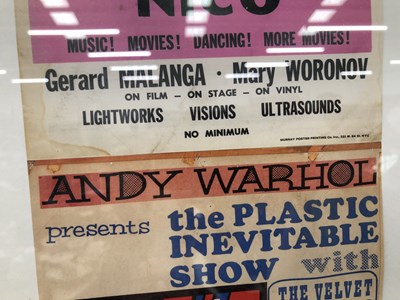 NICO
MUSIC! MOVIES! DANCING! MORE MOVIES!
Gerard MALANGA · Mary WORONOV
ON FILM — ON STAGE — ON VINYL
LIGHTWORKS VISIONS ULTRASOUNDS
NO MINIMUM
ANDY WARHOL
presents the PLASTIC
INEVITABLE
SHOW with
THE VELVET